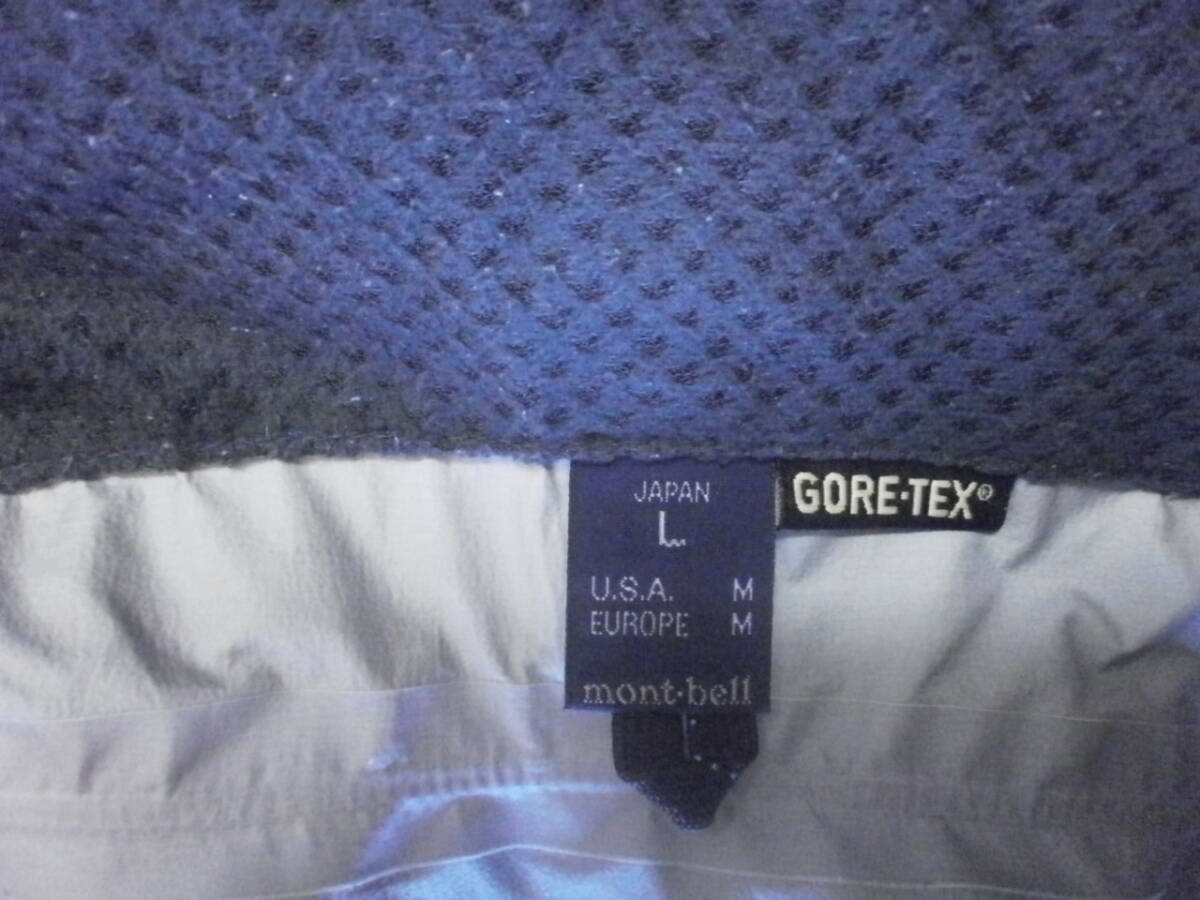 JAPAN
L
U.S.A. M
EUROPE M
mont·bell
GORE-TEX®